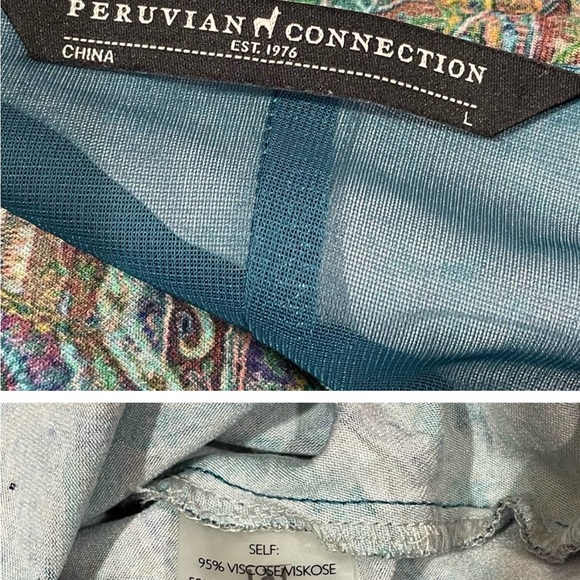 PERUVIAN CONNECTION
EST. 1976
CHINA
L
SELF:
95% VISCOSE/VISKOSE